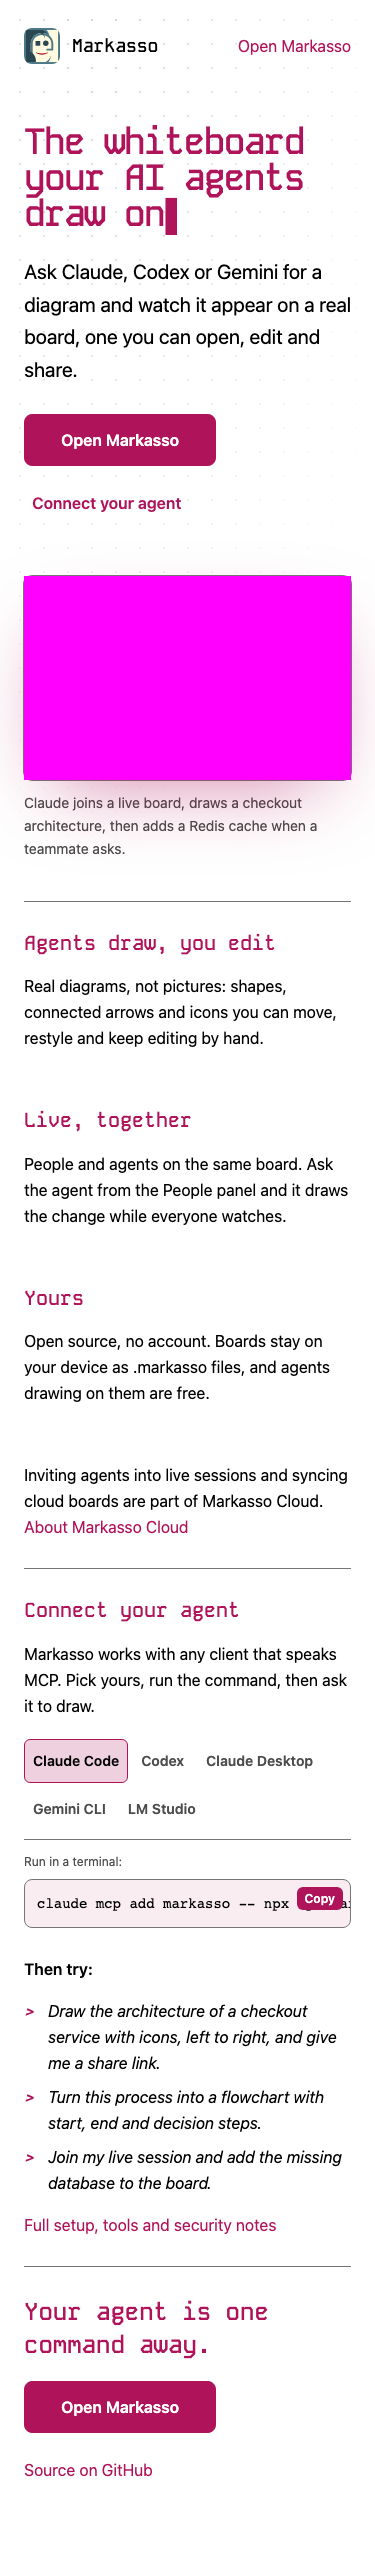 Markasso
Open Markasso
The whiteboard
your AI agents
draw on
Ask Claude, Codex or Gemini for a
diagram and watch it appear on a real
board, one you can open, edit and
share.
Open Markasso
Connect your agent
Claude joins a live board, draws a checkout
architecture, then adds a Redis cache when a
teammate asks.
Agents draw, you edit
Real diagrams, not pictures: shapes,
connected arrows and icons you can move,
restyle and keep editing by hand.
Live, together
People and agents on the same board. Ask
the agent from the People panel and it draws
the change while everyone watches.
Yours
Open source, no account. Boards stay on
your device as .markasso files, and agents
drawing on them are free.
Inviting agents into live sessions and syncing
cloud boards are part of Markasso Cloud.
About Markasso Cloud
Connect your agent
Markasso works with any client that speaks
MCP. Pick yours, run the command, then ask
it to draw.
Claude Code Codex Claude Desktop
Gemini CLI LM Studio
Run in a terminal:
claude mcp add markasso -- npx
Copy
Then try:
> Draw the architecture of a checkout
service with icons, left to right, and give
me a share link.
> Turn this process into a flowchart with
start, end and decision steps.
> Join my live session and add the missing
database to the board.
Full setup, tools and security notes
Your agent is one
command away.
Open Markasso
Source on GitHub